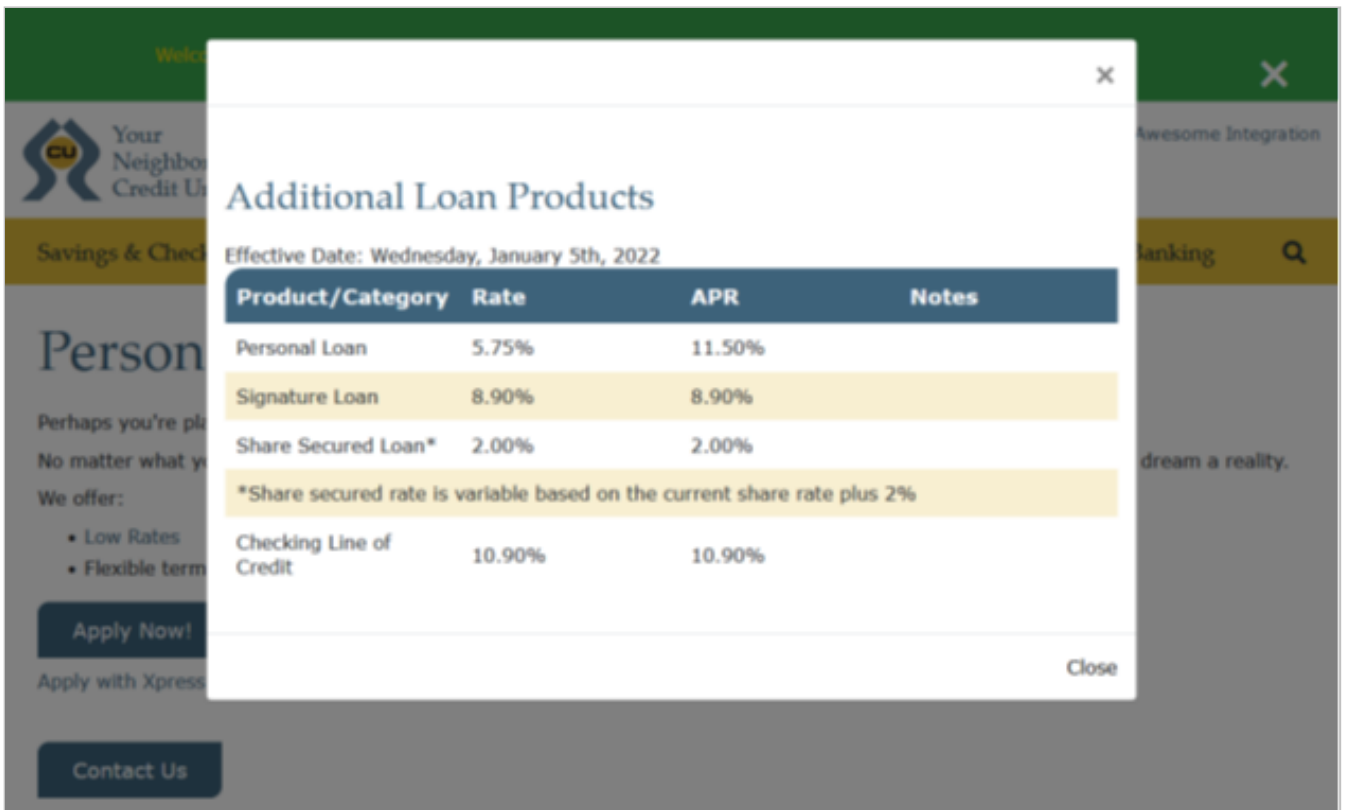 Welco
Your
Neighbo
Credit U
Awesome Integration
Savings & Check
Banking
Person
Perhaps you're pla
No matter what y
dream a reality.
We offer:
• Low Rates
• Flexible term
Apply Now!
Apply with Xpress
Contact Us
Additional Loan Products
Effective Date: Wednesday, January 5th, 2022
Product/Category Rate APR Notes
Personal Loan 5.75% 11.50%
Signature Loan 8.90% 8.90%
Share Secured Loan* 2.00% 2.00%
*Share secured rate is variable based on the current share rate plus 2%
Checking Line of
Credit 10.90% 10.90%
Close
CU